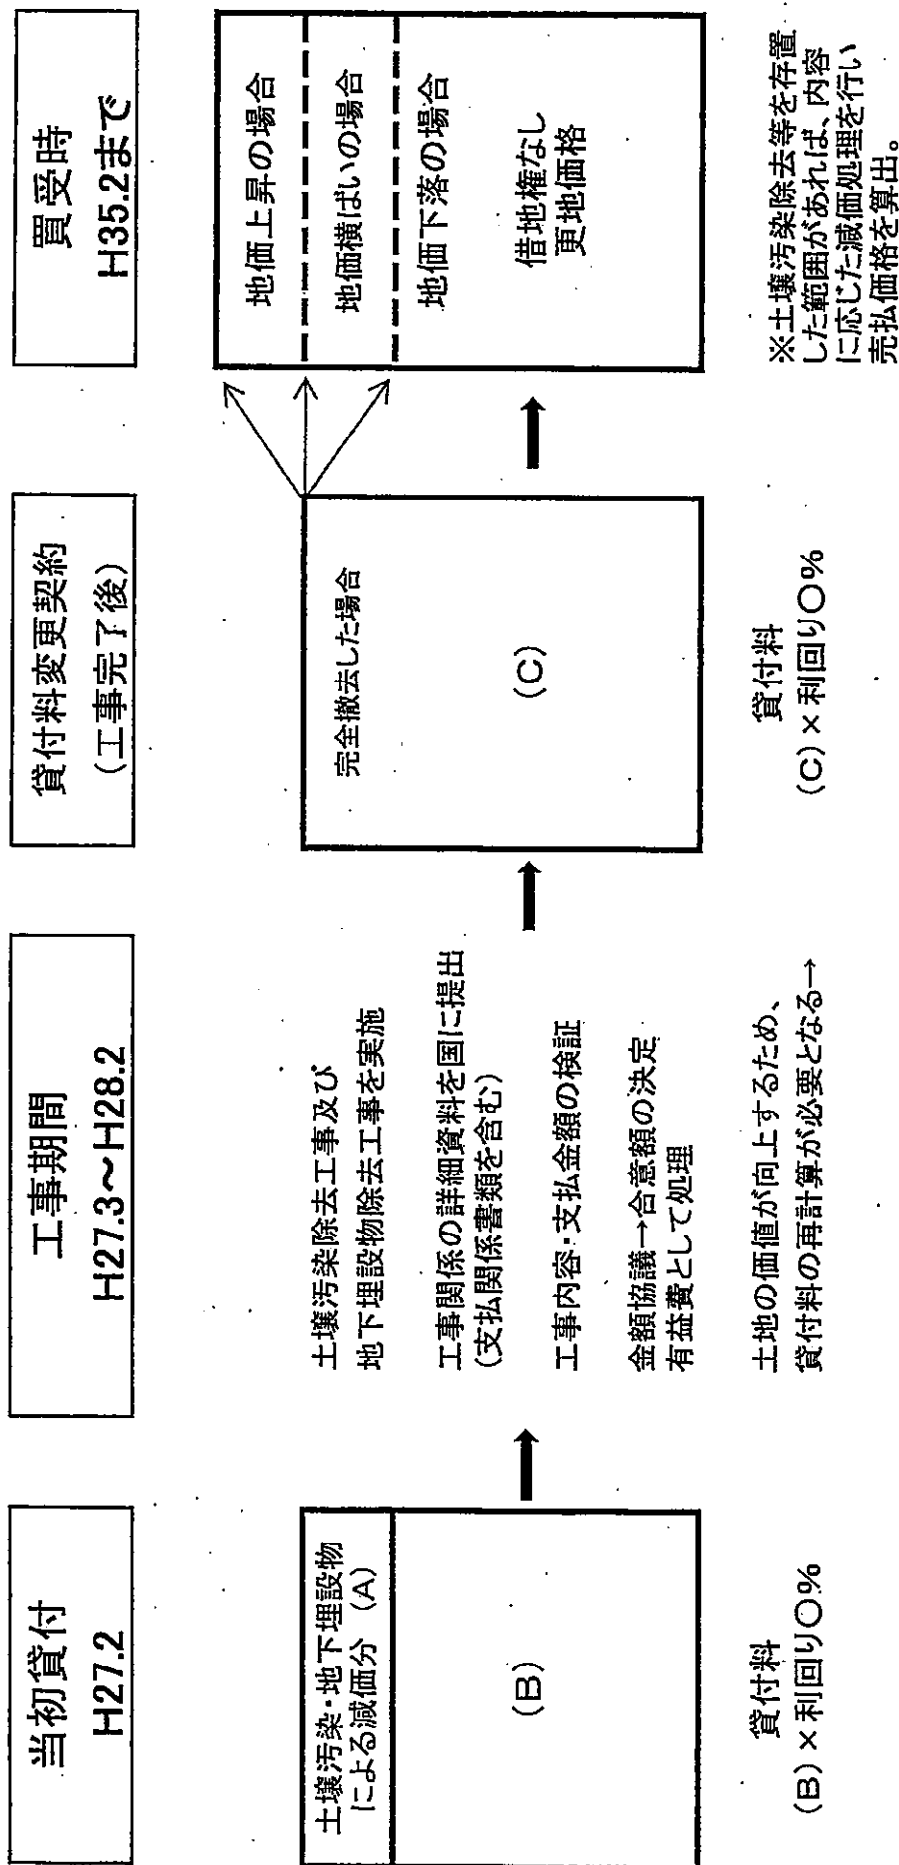 当初貸付
H27.2
土壌汚染・地下埋設物
による減価分 (A)
(B)
貸付料
(B)×利回り〇%
工事期間
H27.3～H28.2
土壌汚染除去工事及び
地下埋設物除去工事を実施
工事関係の詳細資料を国に提出
(支払関係書類を含む)
工事内容・支払金額の検証
金額協議→合意額の決定
有益費として処理
土地の価値が向上するため、
貸付料の再計算が必要となる→
貸付料変更契約
(工事完了後)
完全撤去した場合
(C)
貸付料
(C)×利回り〇%
買受時
H35.2まで
地価上昇の場合
地価横ばいの場合
地価下落の場合
借地権なし
更地価格
※土壌汚染除去等を存置
した範囲があれば、内容
に応じた減価処理を行い
売払価格を算出。